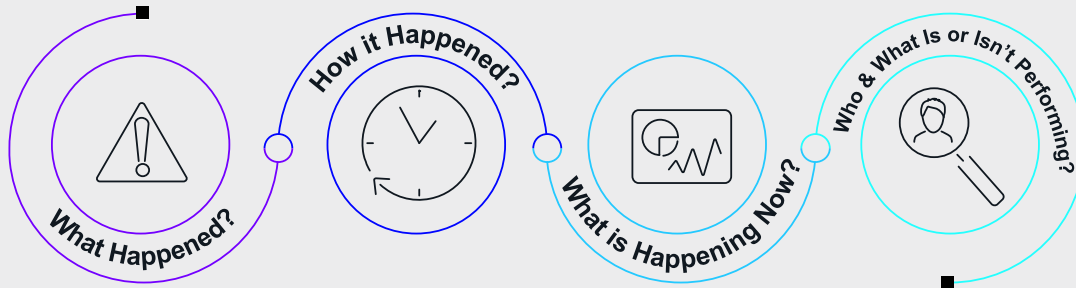 What Happened?
How it Happened?
What is Happening Now?
Who & What Is or Isn’t Performing?